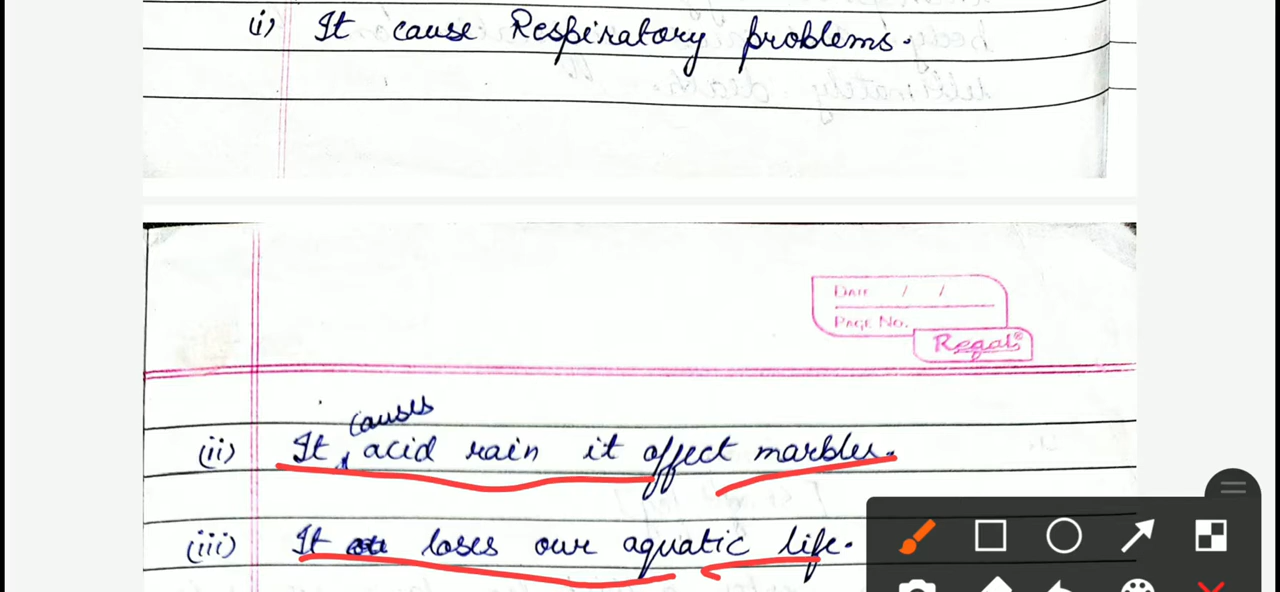 (i) It cause Respiratory problems.
DATE / /
PAGE No.
Regal®
causes
(ii) It acid rain it affect marbles.
(iii) It loses our aquatic life.